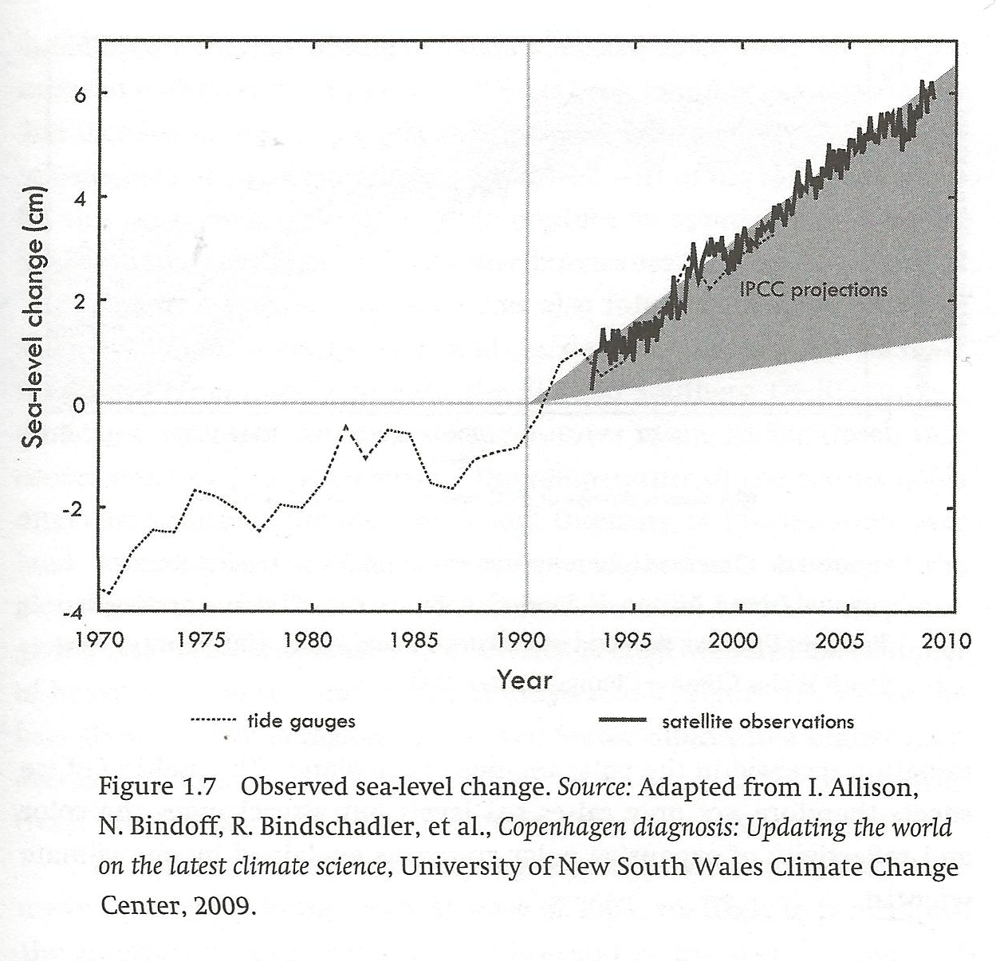 6
4
2
0
-2
-4
Sea-level change (cm)
IPCC projections
1970 1975 1980 1985 1990 1995 2000 2005 2010
Year
tide gauges satellite observations
Figure 1.7 Observed sea-level change. Source: Adapted from I. Allison,
N. Bindoff, R. Bindschadler, et al., Copenhagen diagnosis: Updating the world
on the latest climate science, University of New South Wales Climate Change
Center, 2009.